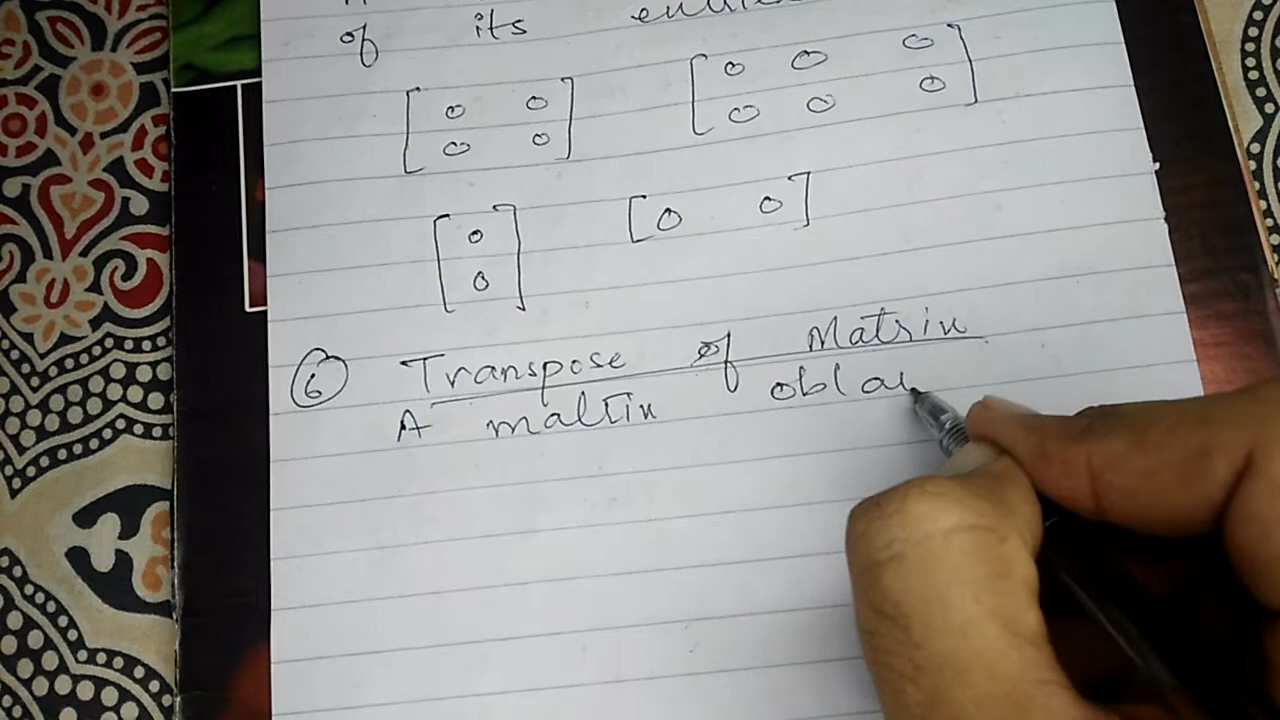 of its
[ 0 0 [ 0 0 0
0 0 ] 0 0 0 ]
[ 0 [ 0 0 ]
0 ]
6 Transpose of Matrix
A matrix obtai